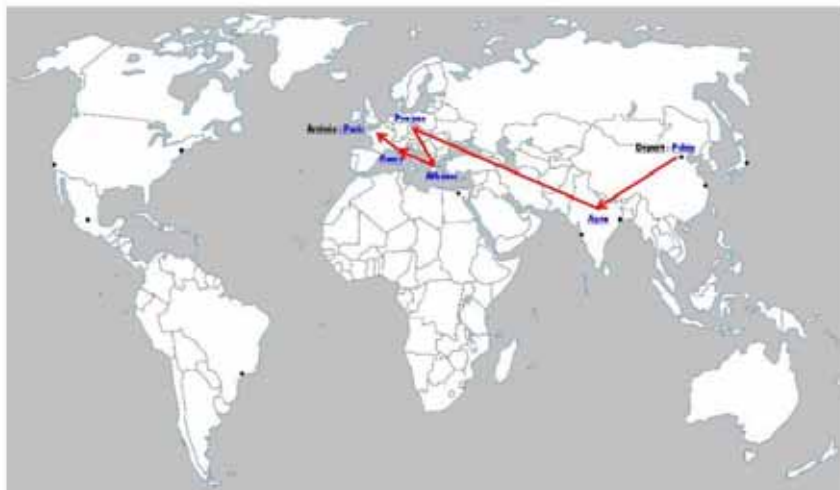 Prague
Arrivée : Paris
Départ : Pékin
Rome
Athènes
Agra